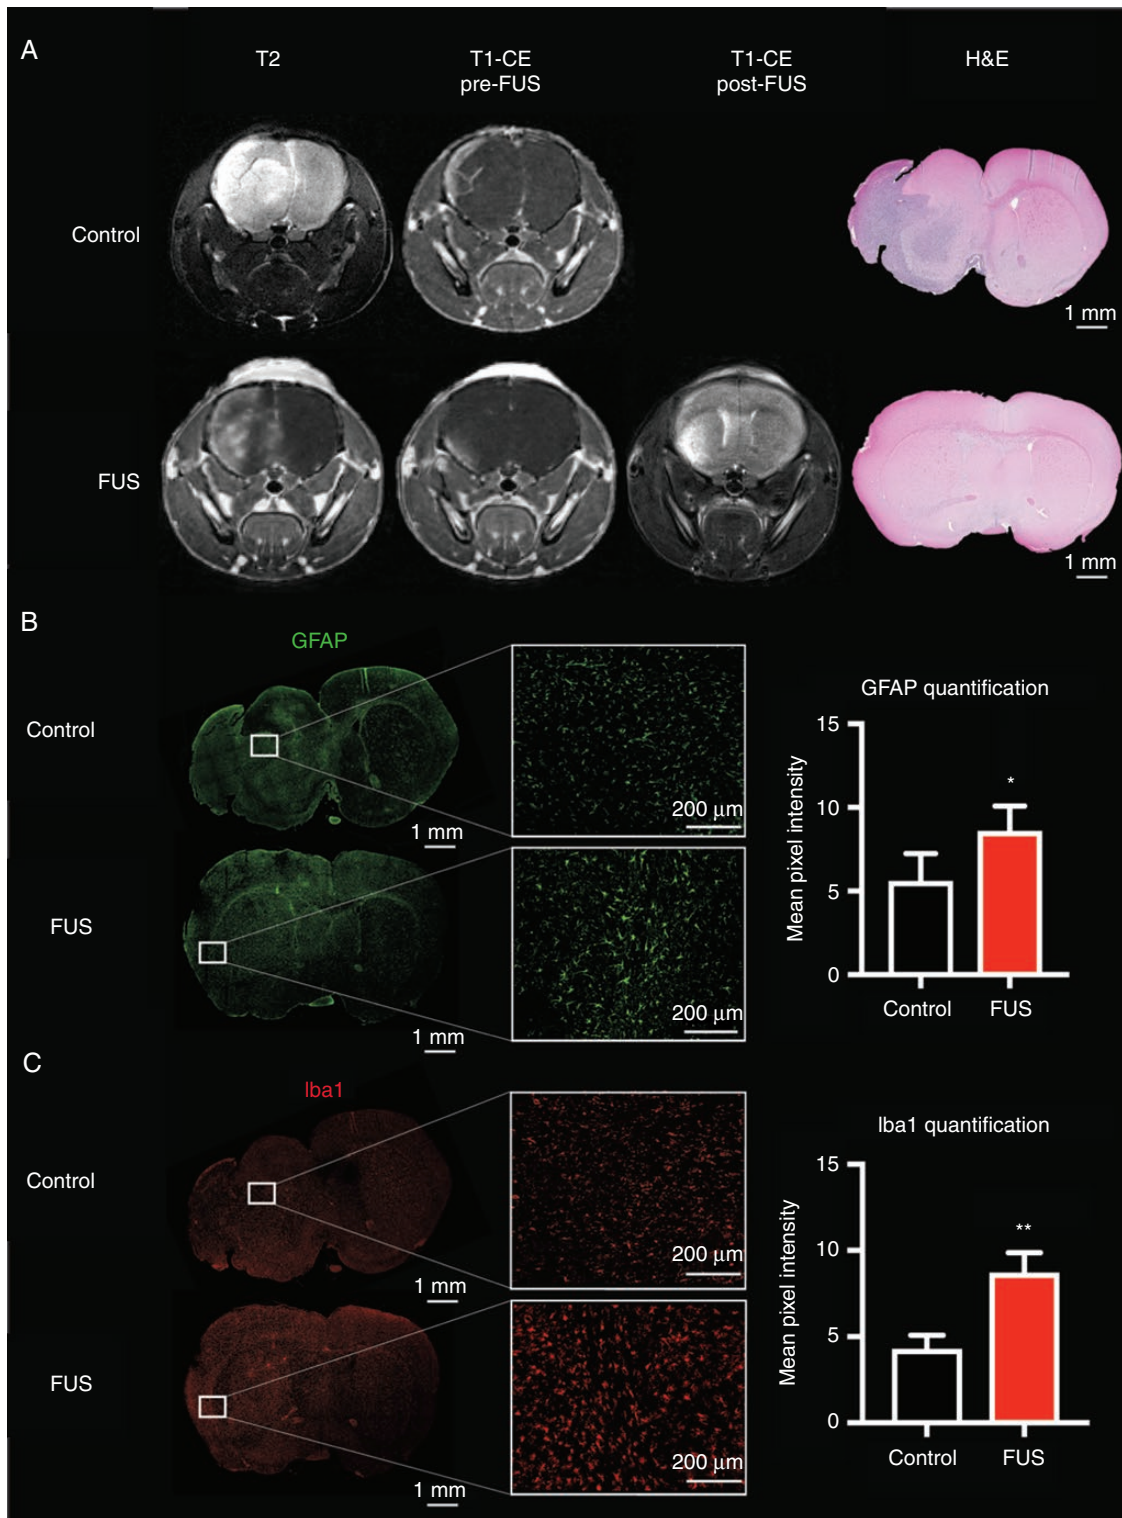 A
T2
T1-CE
pre-FUS
T1-CE
post-FUS
H&E
Control
1 mm
FUS
1 mm
B
GFAP
Control
200 μm
1 mm
FUS
200 μm
1 mm
GFAP quantification
Mean pixel intensity
15
10
5
0
*
Control
FUS
C
Iba1
Control
200 μm
1 mm
FUS
200 μm
1 mm
Iba1 quantification
Mean pixel intensity
15
10
5
0
**
Control
FUS